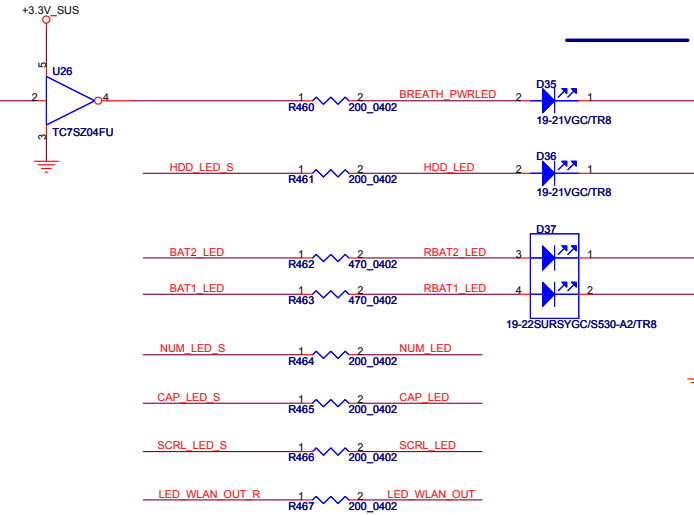 +3.3V_SUS
5
U26
2
4
3
TC7SZ04FU
1 2 BREATH_PWRLED 2 D35 1
R460 200_0402 19-21VGC/TR8
HDD_LED_S 1 2 HDD_LED 2 D36 1
R461 200_0402 19-21VGC/TR8
D37
BAT2_LED 1 2 RBAT2_LED 3 1
R462 470_0402
BAT1_LED 1 2 RBAT1_LED 4 2
R463 470_0402
19-22SURSYGC/S530-A2/TR8
NUM_LED_S 1 2 NUM_LED
R464 200_0402
CAP_LED_S 1 2 CAP_LED
R465 200_0402
SCRL_LED_S 1 2 SCRL_LED
R466 200_0402
LED_WLAN_OUT_R 1 2 LED_WLAN_OUT
R467 200_0402